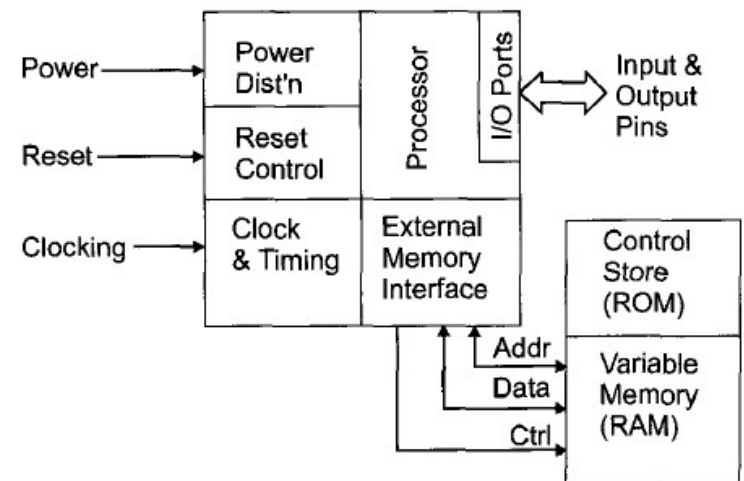 Power
Power
Dist'n
Processor
I/O Ports
Input &
Output
Pins
Reset
Reset
Control
Clocking
Clock
& Timing
External
Memory
Interface
Control
Store
(ROM)
Addr
Data
Ctrl
Variable
Memory
(RAM)